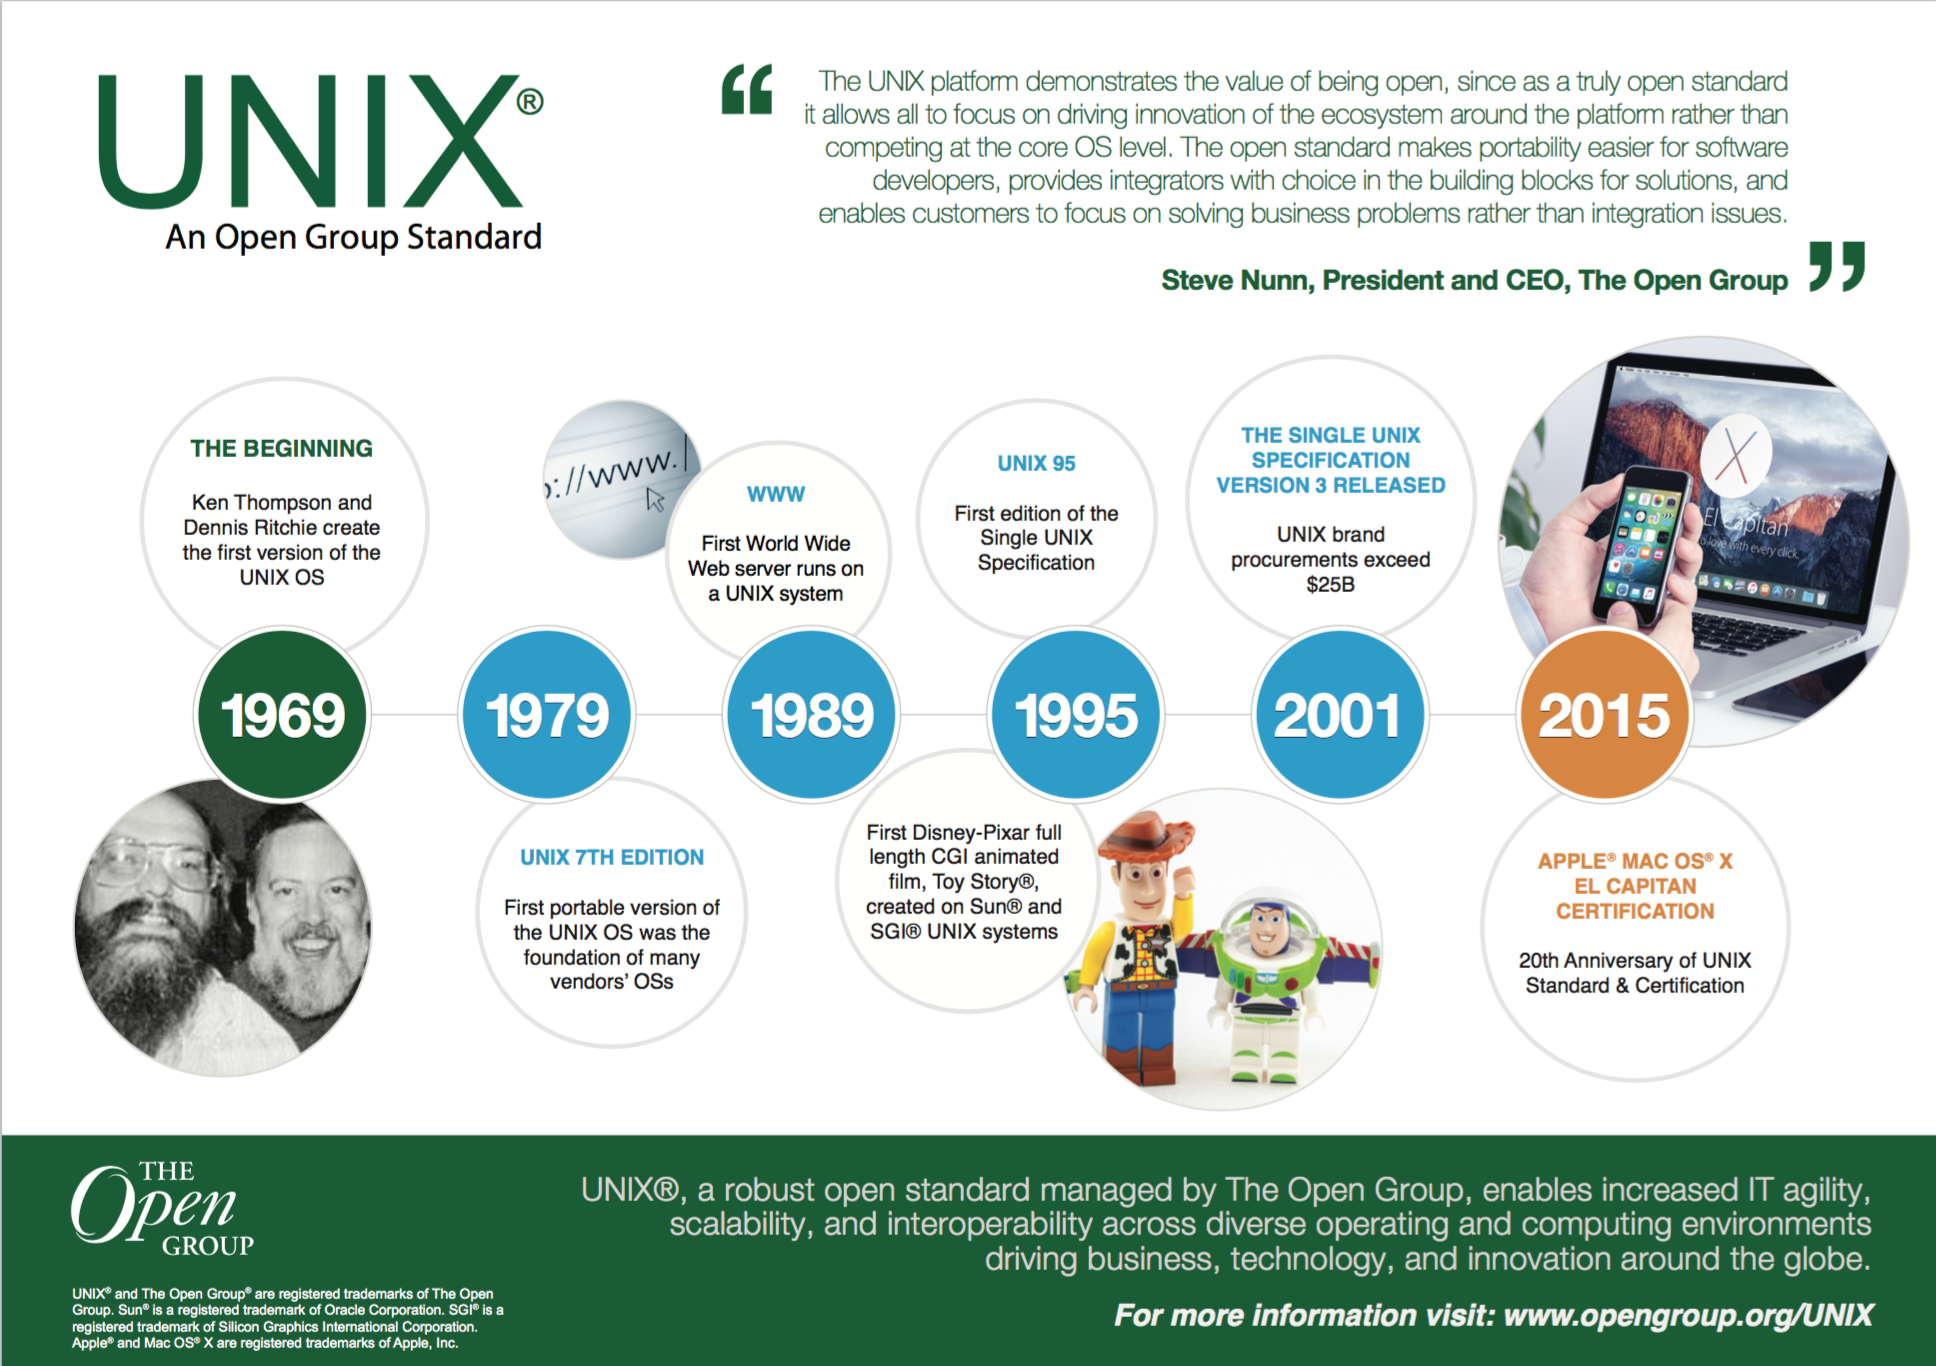 UNIX®
An Open Group Standard
The UNIX platform demonstrates the value of being open, since as a truly open standard
it allows all to focus on driving innovation of the ecosystem around the platform rather than
competing at the core OS level. The open standard makes portability easier for software
developers, provides integrators with choice in the building blocks for solutions, and
enables customers to focus on solving business problems rather than integration issues.
Steve Nunn, President and CEO, The Open Group
THE BEGINNING
Ken Thompson and
Dennis Ritchie create
the first version of the
UNIX OS
://www.
WWW
First World Wide
Web server runs on
a UNIX system
UNIX 95
First edition of the
Single UNIX
Specification
THE SINGLE UNIX
SPECIFICATION
VERSION 3 RELEASED
UNIX brand
procurements exceed
$25B
El Capitan
to love with every click.
1969
1979
1989
1995
2001
2015
UNIX 7TH EDITION
First portable version of
the UNIX OS was the
foundation of many
vendors' OSs
First Disney-Pixar full
length CGI animated
film, Toy Story®,
created on Sun® and
SGI® UNIX systems
APPLE® MAC OS® X
EL CAPITAN
CERTIFICATION
20th Anniversary of UNIX
Standard & Certification
THE
Open
GROUP
UNIX® and The Open Group® are registered trademarks of The Open
Group. Sun® is a registered trademark of Oracle Corporation. SGI® is a
registered trademark of Silicon Graphics International Corporation.
Apple® and Mac OS® X are registered trademarks of Apple, Inc.
UNIX®, a robust open standard managed by The Open Group, enables increased IT agility,
scalability, and interoperability across diverse operating and computing environments
driving business, technology, and innovation around the globe.
For more information visit: www.opengroup.org/UNIX